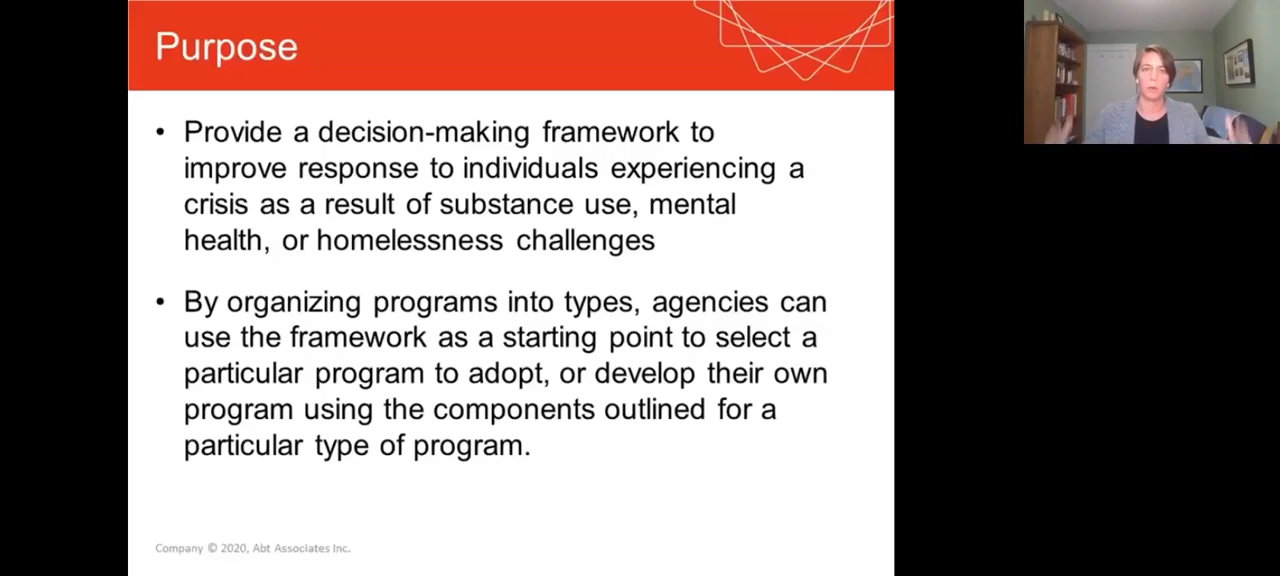 Purpose
• Provide a decision-making framework to
improve response to individuals experiencing a
crisis as a result of substance use, mental
health, or homelessness challenges
• By organizing programs into types, agencies can
use the framework as a starting point to select a
particular program to adopt, or develop their own
program using the components outlined for a
particular type of program.
Company © 2020, Abt Associates Inc.